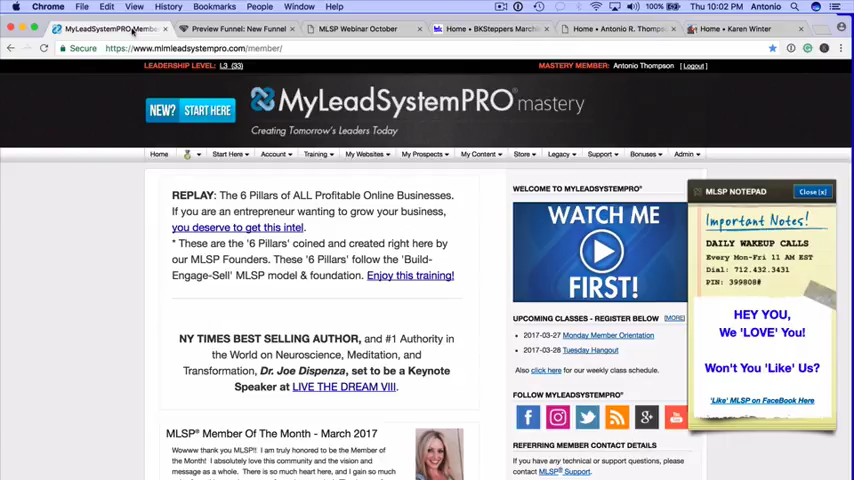 Chrome File Edit View History Bookmarks People Window Help 100% Thu 10:02 PM Antonio
MyLeadSystemPRO Membe Preview Funnel: New Funnel MLSP Webinar October Home • BKSteppers March Home • Antonio R. Thomps Home • Karen Winter
Secure https://www.mlmleadsystempro.com/member/
LEADERSHIP LEVEL: L3 (33) MASTERY MEMBER: Antonio Thompson [Logout]
NEW? START HERE MyLeadSystemPRO® mastery
Creating Tomorrow's Leaders Today
Home Start Here Account Training My Websites My Prospects My Content Store Legacy Support Bonuses Admin
REPLAY: The 6 Pillars of ALL Profitable Online Businesses.
If you are an entrepreneur wanting to grow your business,
you deserve to get this intel.
* These are the '6 Pillars' coined and created right here by
our MLSP Founders. These '6 Pillars' follow the 'Build-
Engage-Sell' MLSP model & foundation. Enjoy this training!
NY TIMES BEST SELLING AUTHOR, and #1 Authority in
the World on Neuroscience, Meditation, and
Transformation, Dr. Joe Dispenza, set to be a Keynote
Speaker at LIVE THE DREAM VIII.
MLSP® Member Of The Month - March 2017
Wowww thank you MLSP!! I am truly honored to be the Member of
the Month! I absolutely love this community and the vision and
message as a whole. There is so much heart here, and I gain so much
WELCOME TO MYLEADSYSTEMPRO®
WATCH ME
FIRST!
UPCOMING CLASSES - REGISTER BELOW [MORE]
2017-03-27 Monday Member Orientation
2017-03-28 Tuesday Hangout
Also click here for our weekly class schedule.
FOLLOW MYLEADSYSTEMPRO®
You
REFERRING MEMBER CONTACT DETAILS
If you have any technical or support questions, please
contact MLSP® Support.
MLSP NOTEPAD Close [x]
Important Notes!
DAILY WAKEUP CALLS
Every Mon-Fri 11 AM EST
Dial: 712.432.3431
PIN: 399808#
HEY YOU,
We 'LOVE' You!
Won't You 'Like' Us?
'Like' MLSP on FaceBook Here